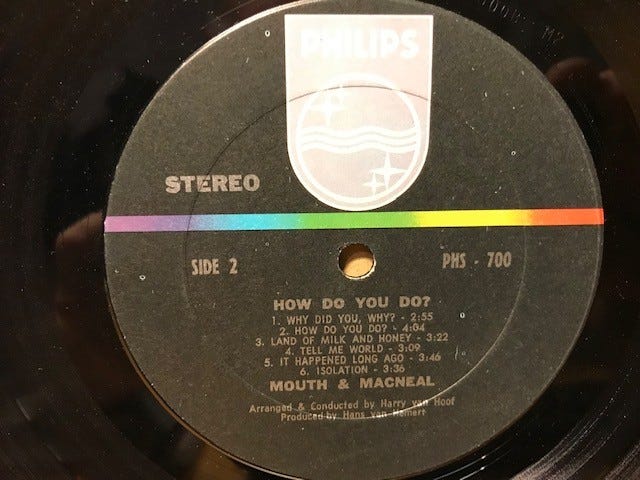 PHILIPS
STEREO
SIDE 2
PHS - 700
HOW DO YOU DO?
1. WHY DID YOU, WHY? - 2:55
2. HOW DO YOU DO? - 4:04
3. LAND OF MILK AND HONEY - 3:22
4. TELL ME WORLD - 3:09
5. IT HAPPENED LONG AGO - 3:46
6. ISOLATION - 3:36
MOUTH & MACNEAL
Arranged & Conducted by Harry van Hoof
Produced by Hans van Hemert